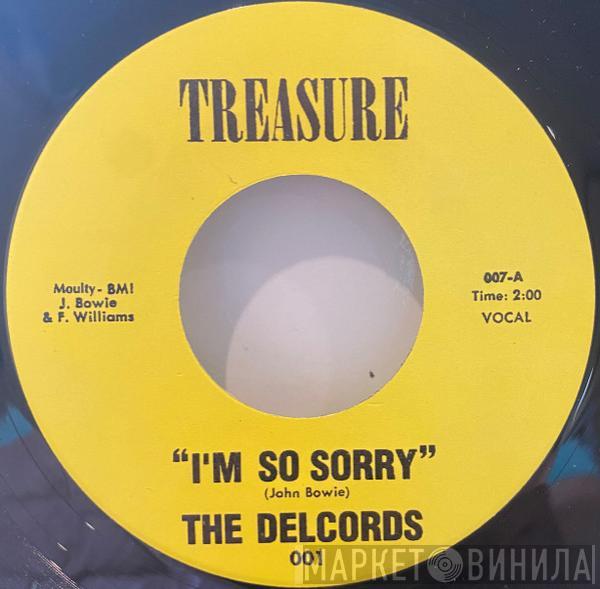 TREASURE
Moulty - BMI
J. Bowie
& F. Williams
007-A
Time: 2:00
VOCAL
"I'M SO SORRY"
(John Bowie)
THE DELCORDS
001
МАРКЕТ ВИНИЛА